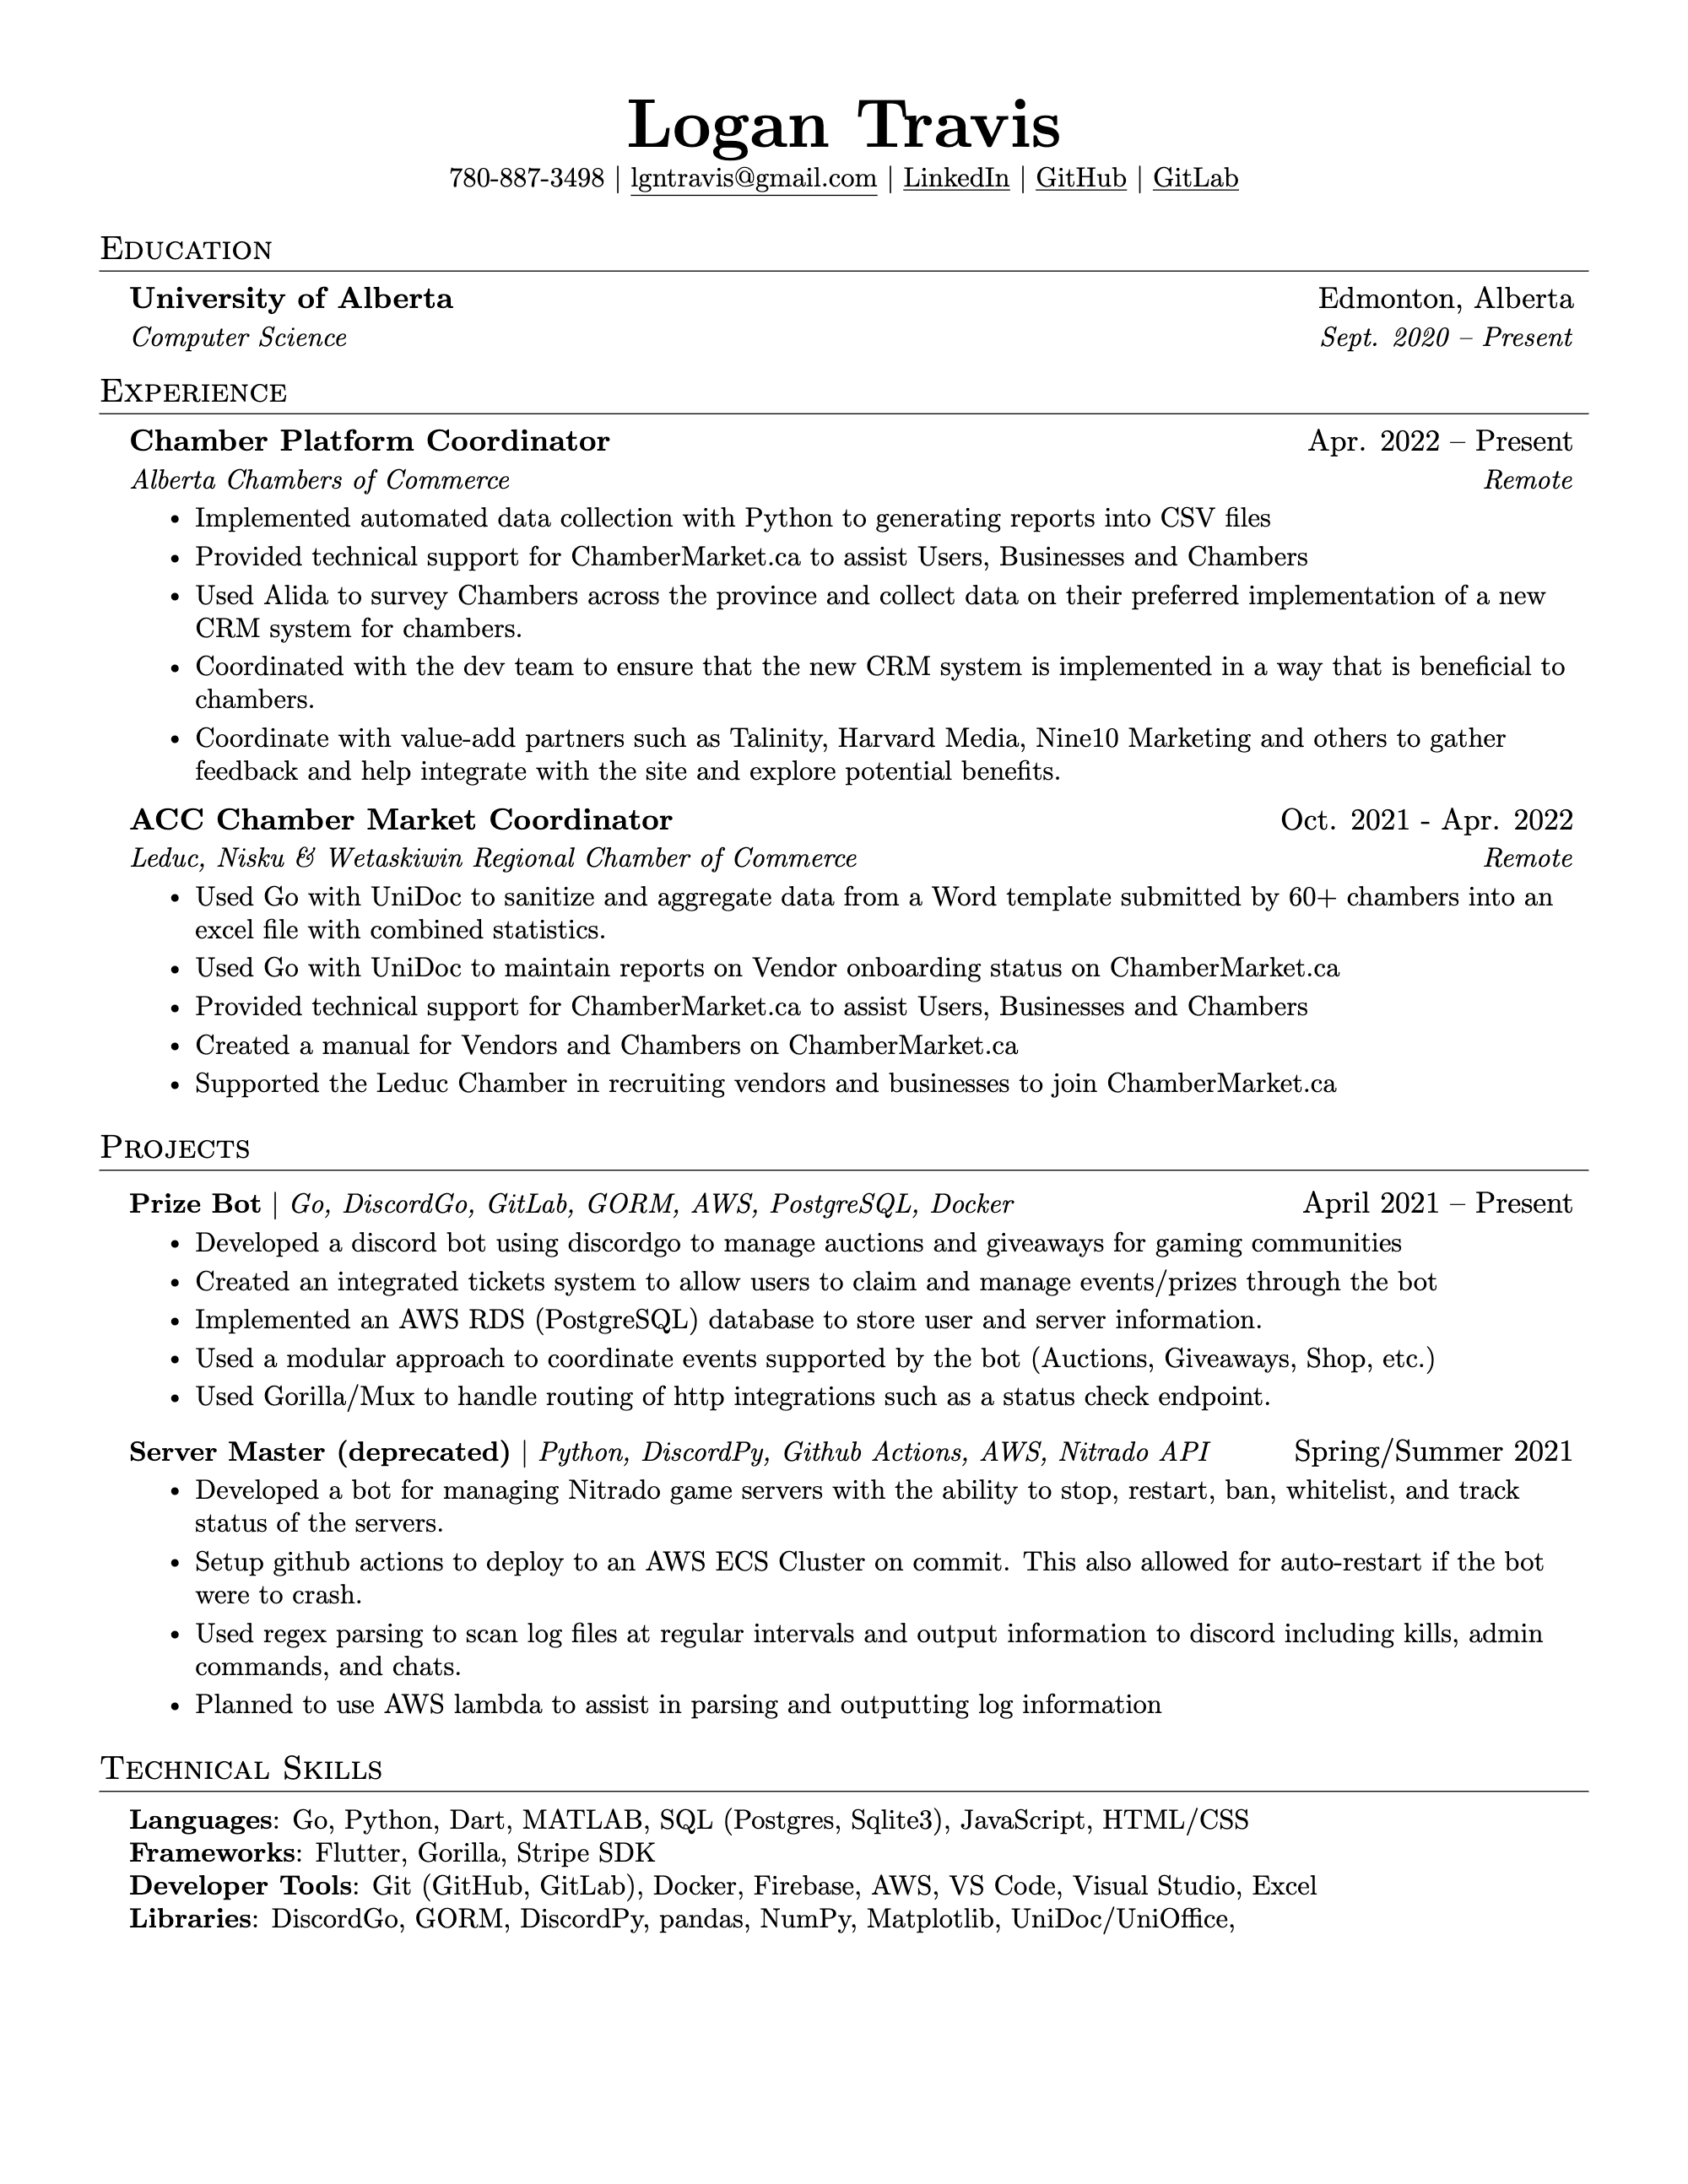 Logan Travis
780-887-3498 | lgntravis@gmail.com | LinkedIn | GitHub | GitLab
Education
University of Alberta Edmonton, Alberta
Computer Science Sept. 2020 – Present
Experience
Chamber Platform Coordinator Apr. 2022 – Present
Alberta Chambers of Commerce Remote
• Implemented automated data collection with Python to generating reports into CSV files
• Provided technical support for ChamberMarket.ca to assist Users, Businesses and Chambers
• Used Alida to survey Chambers across the province and collect data on their preferred implementation of a new
CRM system for chambers.
• Coordinated with the dev team to ensure that the new CRM system is implemented in a way that is beneficial to
chambers.
• Coordinate with value-add partners such as Talinity, Harvard Media, Nine10 Marketing and others to gather
feedback and help integrate with the site and explore potential benefits.
ACC Chamber Market Coordinator Oct. 2021 - Apr. 2022
Leduc, Nisku & Wetaskiwin Regional Chamber of Commerce Remote
• Used Go with UniDoc to sanitize and aggregate data from a Word template submitted by 60+ chambers into an
excel file with combined statistics.
• Used Go with UniDoc to maintain reports on Vendor onboarding status on ChamberMarket.ca
• Provided technical support for ChamberMarket.ca to assist Users, Businesses and Chambers
• Created a manual for Vendors and Chambers on ChamberMarket.ca
• Supported the Leduc Chamber in recruiting vendors and businesses to join ChamberMarket.ca
Projects
Prize Bot | Go, DiscordGo, GitLab, GORM, AWS, PostgreSQL, Docker April 2021 – Present
• Developed a discord bot using discordgo to manage auctions and giveaways for gaming communities
• Created an integrated tickets system to allow users to claim and manage events/prizes through the bot
• Implemented an AWS RDS (PostgreSQL) database to store user and server information.
• Used a modular approach to coordinate events supported by the bot (Auctions, Giveaways, Shop, etc.)
• Used Gorilla/Mux to handle routing of http integrations such as a status check endpoint.
Server Master (deprecated) | Python, DiscordPy, Github Actions, AWS, Nitrado API Spring/Summer 2021
• Developed a bot for managing Nitrado game servers with the ability to stop, restart, ban, whitelist, and track
status of the servers.
• Setup github actions to deploy to an AWS ECS Cluster on commit. This also allowed for auto-restart if the bot
were to crash.
• Used regex parsing to scan log files at regular intervals and output information to discord including kills, admin
commands, and chats.
• Planned to use AWS lambda to assist in parsing and outputting log information
Technical Skills
Languages: Go, Python, Dart, MATLAB, SQL (Postgres, Sqlite3), JavaScript, HTML/CSS
Frameworks: Flutter, Gorilla, Stripe SDK
Developer Tools: Git (GitHub, GitLab), Docker, Firebase, AWS, VS Code, Visual Studio, Excel
Libraries: DiscordGo, GORM, DiscordPy, pandas, NumPy, Matplotlib, UniDoc/UniOffice,